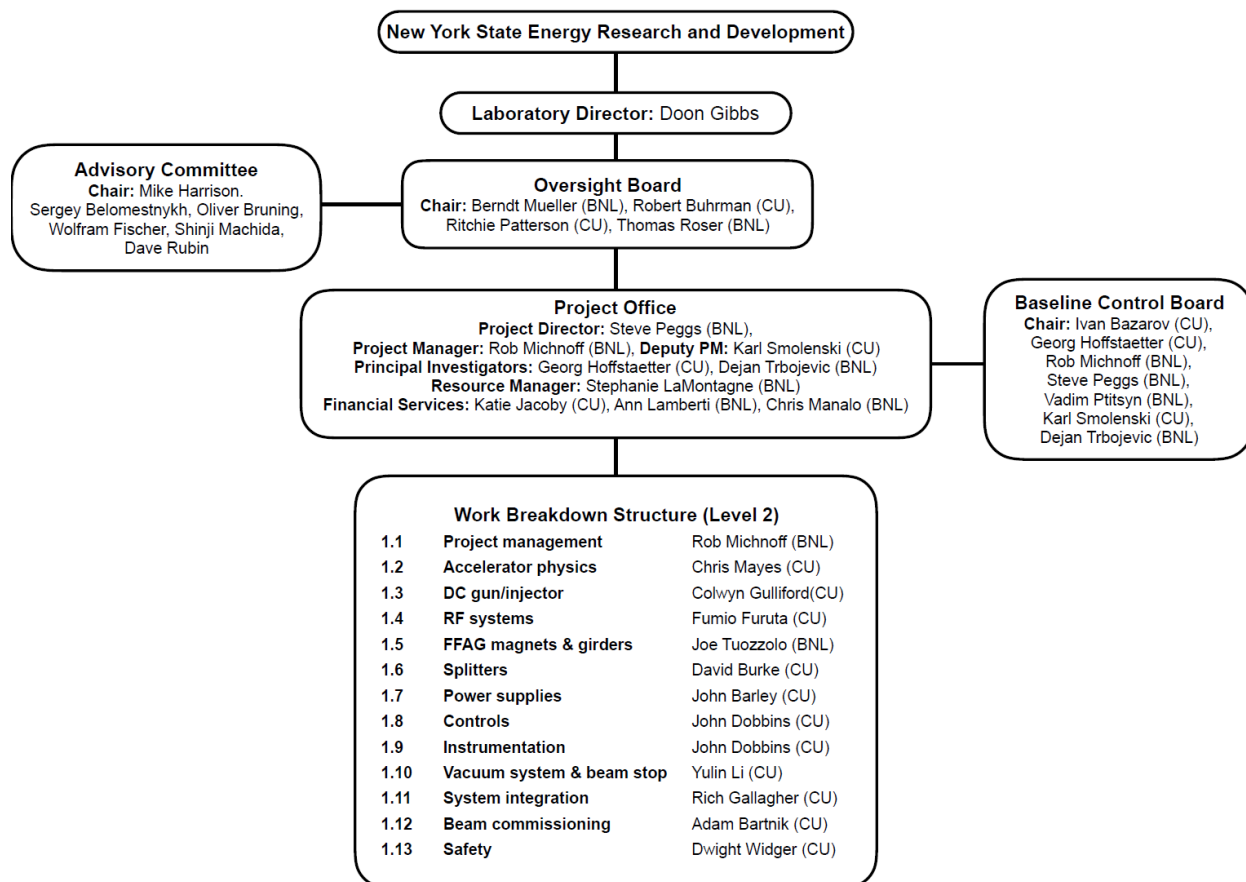 New York State Energy Research and Development
Laboratory Director: Doon Gibbs
Advisory Committee
Chair: Mike Harrison.
Sergey Belomestnykh, Oliver Bruning,
Wolfram Fischer, Shinji Machida,
Dave Rubin
Oversight Board
Chair: Berndt Mueller (BNL), Robert Buhrman (CU),
Ritchie Patterson (CU), Thomas Roser (BNL)
Project Office
Project Director: Steve Peggs (BNL),
Project Manager: Rob Michnoff (BNL), Deputy PM: Karl Smolenski (CU)
Principal Investigators: Georg Hoffstaetter (CU), Dejan Trbojevic (BNL)
Resource Manager: Stephanie LaMontagne (BNL)
Financial Services: Katie Jacoby (CU), Ann Lamberti (BNL), Chris Manalo (BNL)
Baseline Control Board
Chair: Ivan Bazarov (CU),
Georg Hoffstaetter (CU),
Rob Michnoff (BNL),
Steve Peggs (BNL),
Vadim Ptitsyn (BNL),
Karl Smolenski (CU),
Dejan Trbojevic (BNL)
Work Breakdown Structure (Level 2)
1.1 Project management Rob Michnoff (BNL)
1.2 Accelerator physics Chris Mayes (CU)
1.3 DC gun/injector Colwyn Gulliford(CU)
1.4 RF systems Fumio Furuta (CU)
1.5 FFAG magnets & girders Joe Tuozzolo (BNL)
1.6 Splitters David Burke (CU)
1.7 Power supplies John Barley (CU)
1.8 Controls John Dobbins (CU)
1.9 Instrumentation John Dobbins (CU)
1.10 Vacuum system & beam stop Yulin Li (CU)
1.11 System integration Rich Gallagher (CU)
1.12 Beam commissioning Adam Bartnik (CU)
1.13 Safety Dwight Widger (CU)